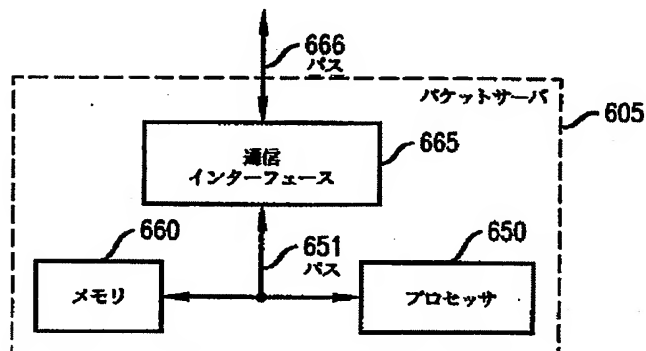 666
パス
パケットサーバ
605
通信
インターフェース
665
660
651
パス
650
メモリ
プロセッサ